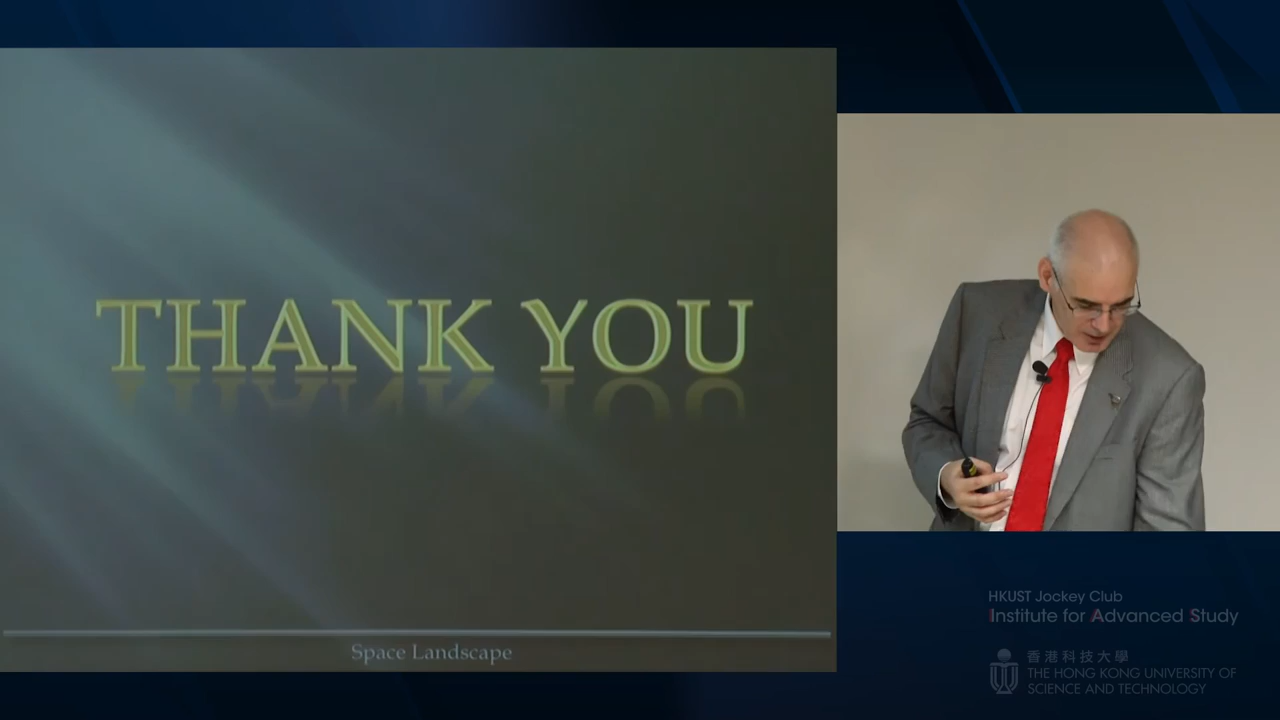 THANK YOU
Space Landscape
HKUST Jockey Club
Institute for Advanced Study
香港科技大學
THE HONG KONG UNIVERSITY OF
SCIENCE AND TECHNOLOGY